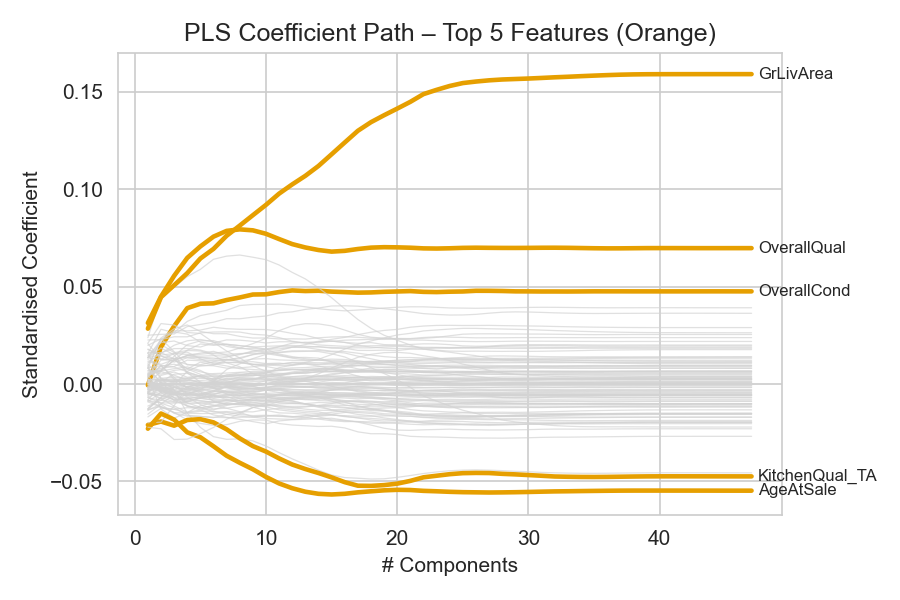 PLS Coefficient Path – Top 5 Features (Orange)
Standardised Coefficient
0.15
0.10
0.05
0.00
−0.05
GrLivArea
OverallQual
OverallCond
KitchenQual_TA
AgeAtSale
0 10 20 30 40
# Components